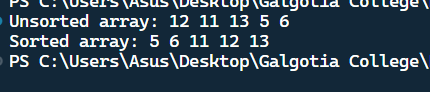 PS C:\Users\Asus\Desktop\Galgotia College\
Unsorted array: 12 11 13 5 6
Sorted array: 5 6 11 12 13
PS C:\Users\Asus\Desktop\Galgotia College\